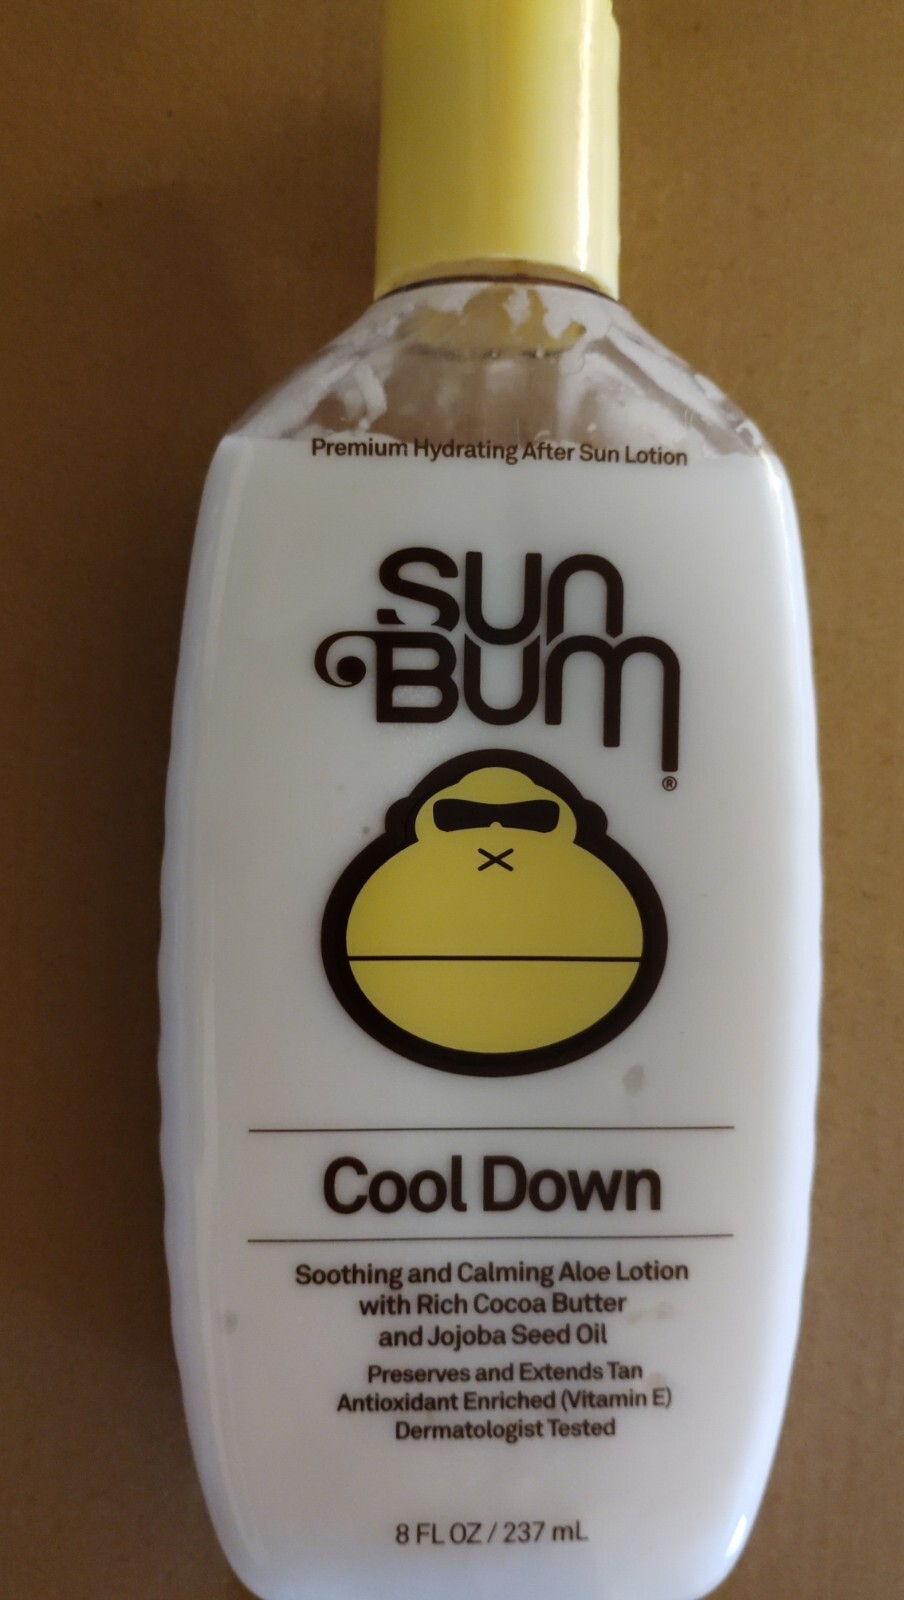 Premium Hydrating After Sun Lotion
Sun
Bum
®
Cool Down
Soothing and Calming Aloe Lotion
with Rich Cocoa Butter
and Jojoba Seed Oil
Preserves and Extends Tan
Antioxidant Enriched (Vitamin E)
Dermatologist Tested
8 FL OZ / 237 mL